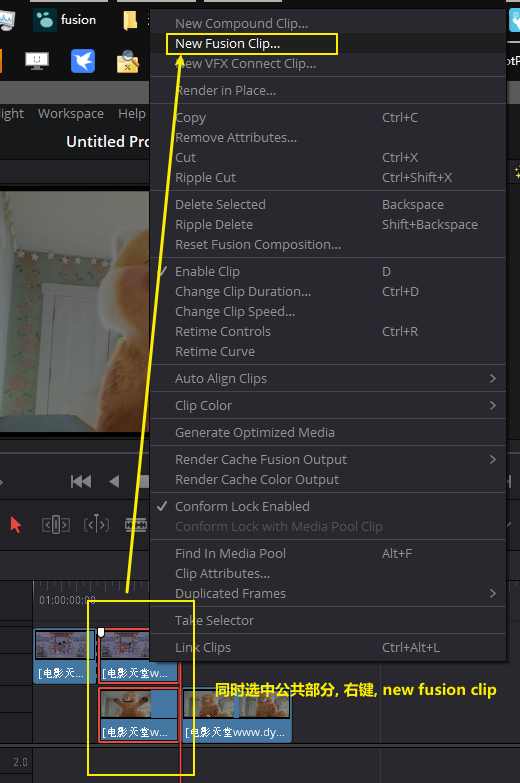 fusion
otP
light Workspace Help
Untitled Pro
New Compound Clip...
New Fusion Clip...
New VFX Connect Clip...
Render in Place...
Copy Ctrl+C
Remove Attributes...
Cut Ctrl+X
Ripple Cut Ctrl+Shift+X
Delete Selected Backspace
Ripple Delete Shift+Backspace
Reset Fusion Composition...
Enable Clip D
Change Clip Duration... Ctrl+D
Change Clip Speed...
Retime Controls Ctrl+R
Retime Curve
Auto Align Clips
Clip Color
Generate Optimized Media
Render Cache Fusion Output
Render Cache Color Output
Conform Lock Enabled
Conform Lock with Media Pool Clip
Find In Media Pool Alt+F
Clip Attributes...
Duplicated Frames
Take Selector
Link Clips Ctrl+Alt+L
01:00:00:00
[电影天... [电影天堂w...
同时选中公共部分, 右键, new fusion clip
[电影天堂w... [电影天堂www.dy...
2.0